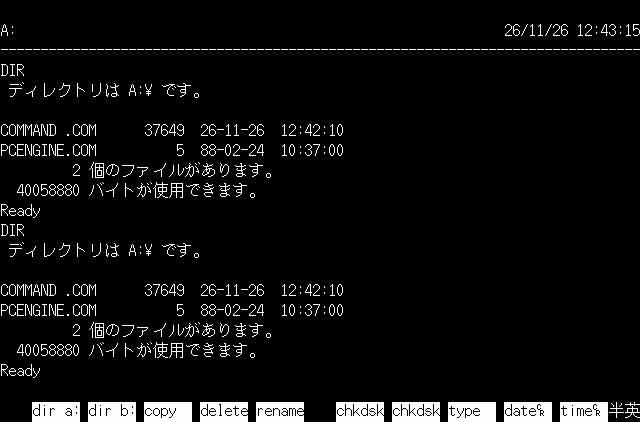 A: 26/11/26 12:43:15
DIR
ディレクトリは A:¥ です。
COMMAND .COM 37649 26-11-26 12:42:10
PCENGINE.COM 5 88-02-24 10:37:00
2 個のファイルがあります。
40058880 バイトが使用できます。
Ready
DIR
ディレクトリは A:¥ です。
COMMAND .COM 37649 26-11-26 12:42:10
PCENGINE.COM 5 88-02-24 10:37:00
2 個のファイルがあります。
40058880 バイトが使用できます。
Ready
dir a: dir b: copy delete rename chkdsk chkdsk type date␍ time␍ 半英